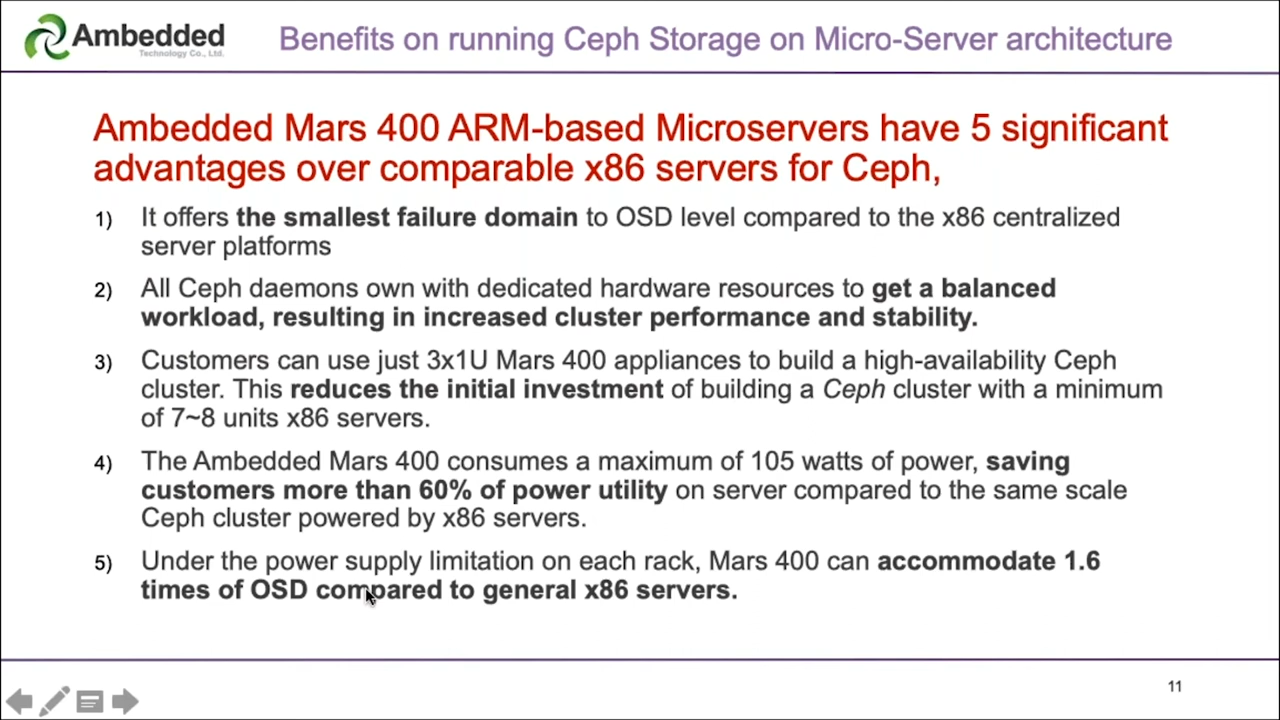 Ambedded
Technology Co., Ltd.
Benefits on running Ceph Storage on Micro-Server architecture
Ambedded Mars 400 ARM-based Microservers have 5 significant
advantages over comparable x86 servers for Ceph,
1) It offers the smallest failure domain to OSD level compared to the x86 centralized
server platforms
2) All Ceph daemons own with dedicated hardware resources to get a balanced
workload, resulting in increased cluster performance and stability.
3) Customers can use just 3x1U Mars 400 appliances to build a high-availability Ceph
cluster. This reduces the initial investment of building a Ceph cluster with a minimum
of 7~8 units x86 servers.
4) The Ambedded Mars 400 consumes a maximum of 105 watts of power, saving
customers more than 60% of power utility on server compared to the same scale
Ceph cluster powered by x86 servers.
5) Under the power supply limitation on each rack, Mars 400 can accommodate 1.6
times of OSD compared to general x86 servers.
11